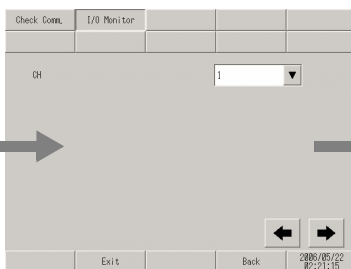 Check Comm.
I/O Monitor
CH
1
Exit
Back
2006/05/22
02:21:15